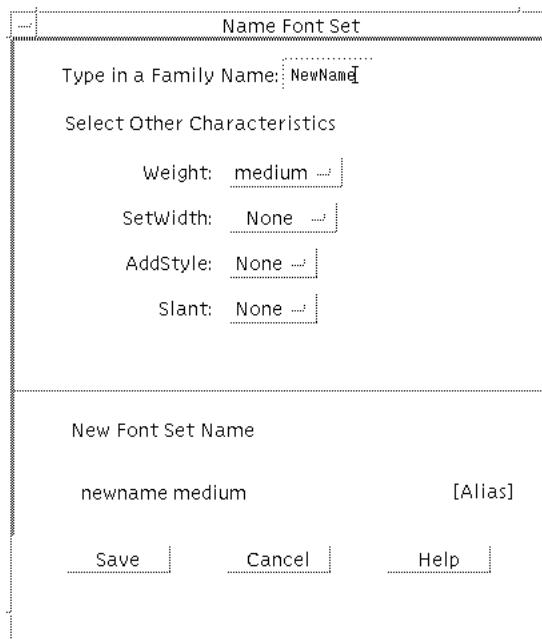 Name Font Set
Type in a Family Name: NewName
Select Other Characteristics
Weight: medium
SetWidth: None
AddStyle: None
Slant: None
New Font Set Name
newname medium [Alias]
Save Cancel Help